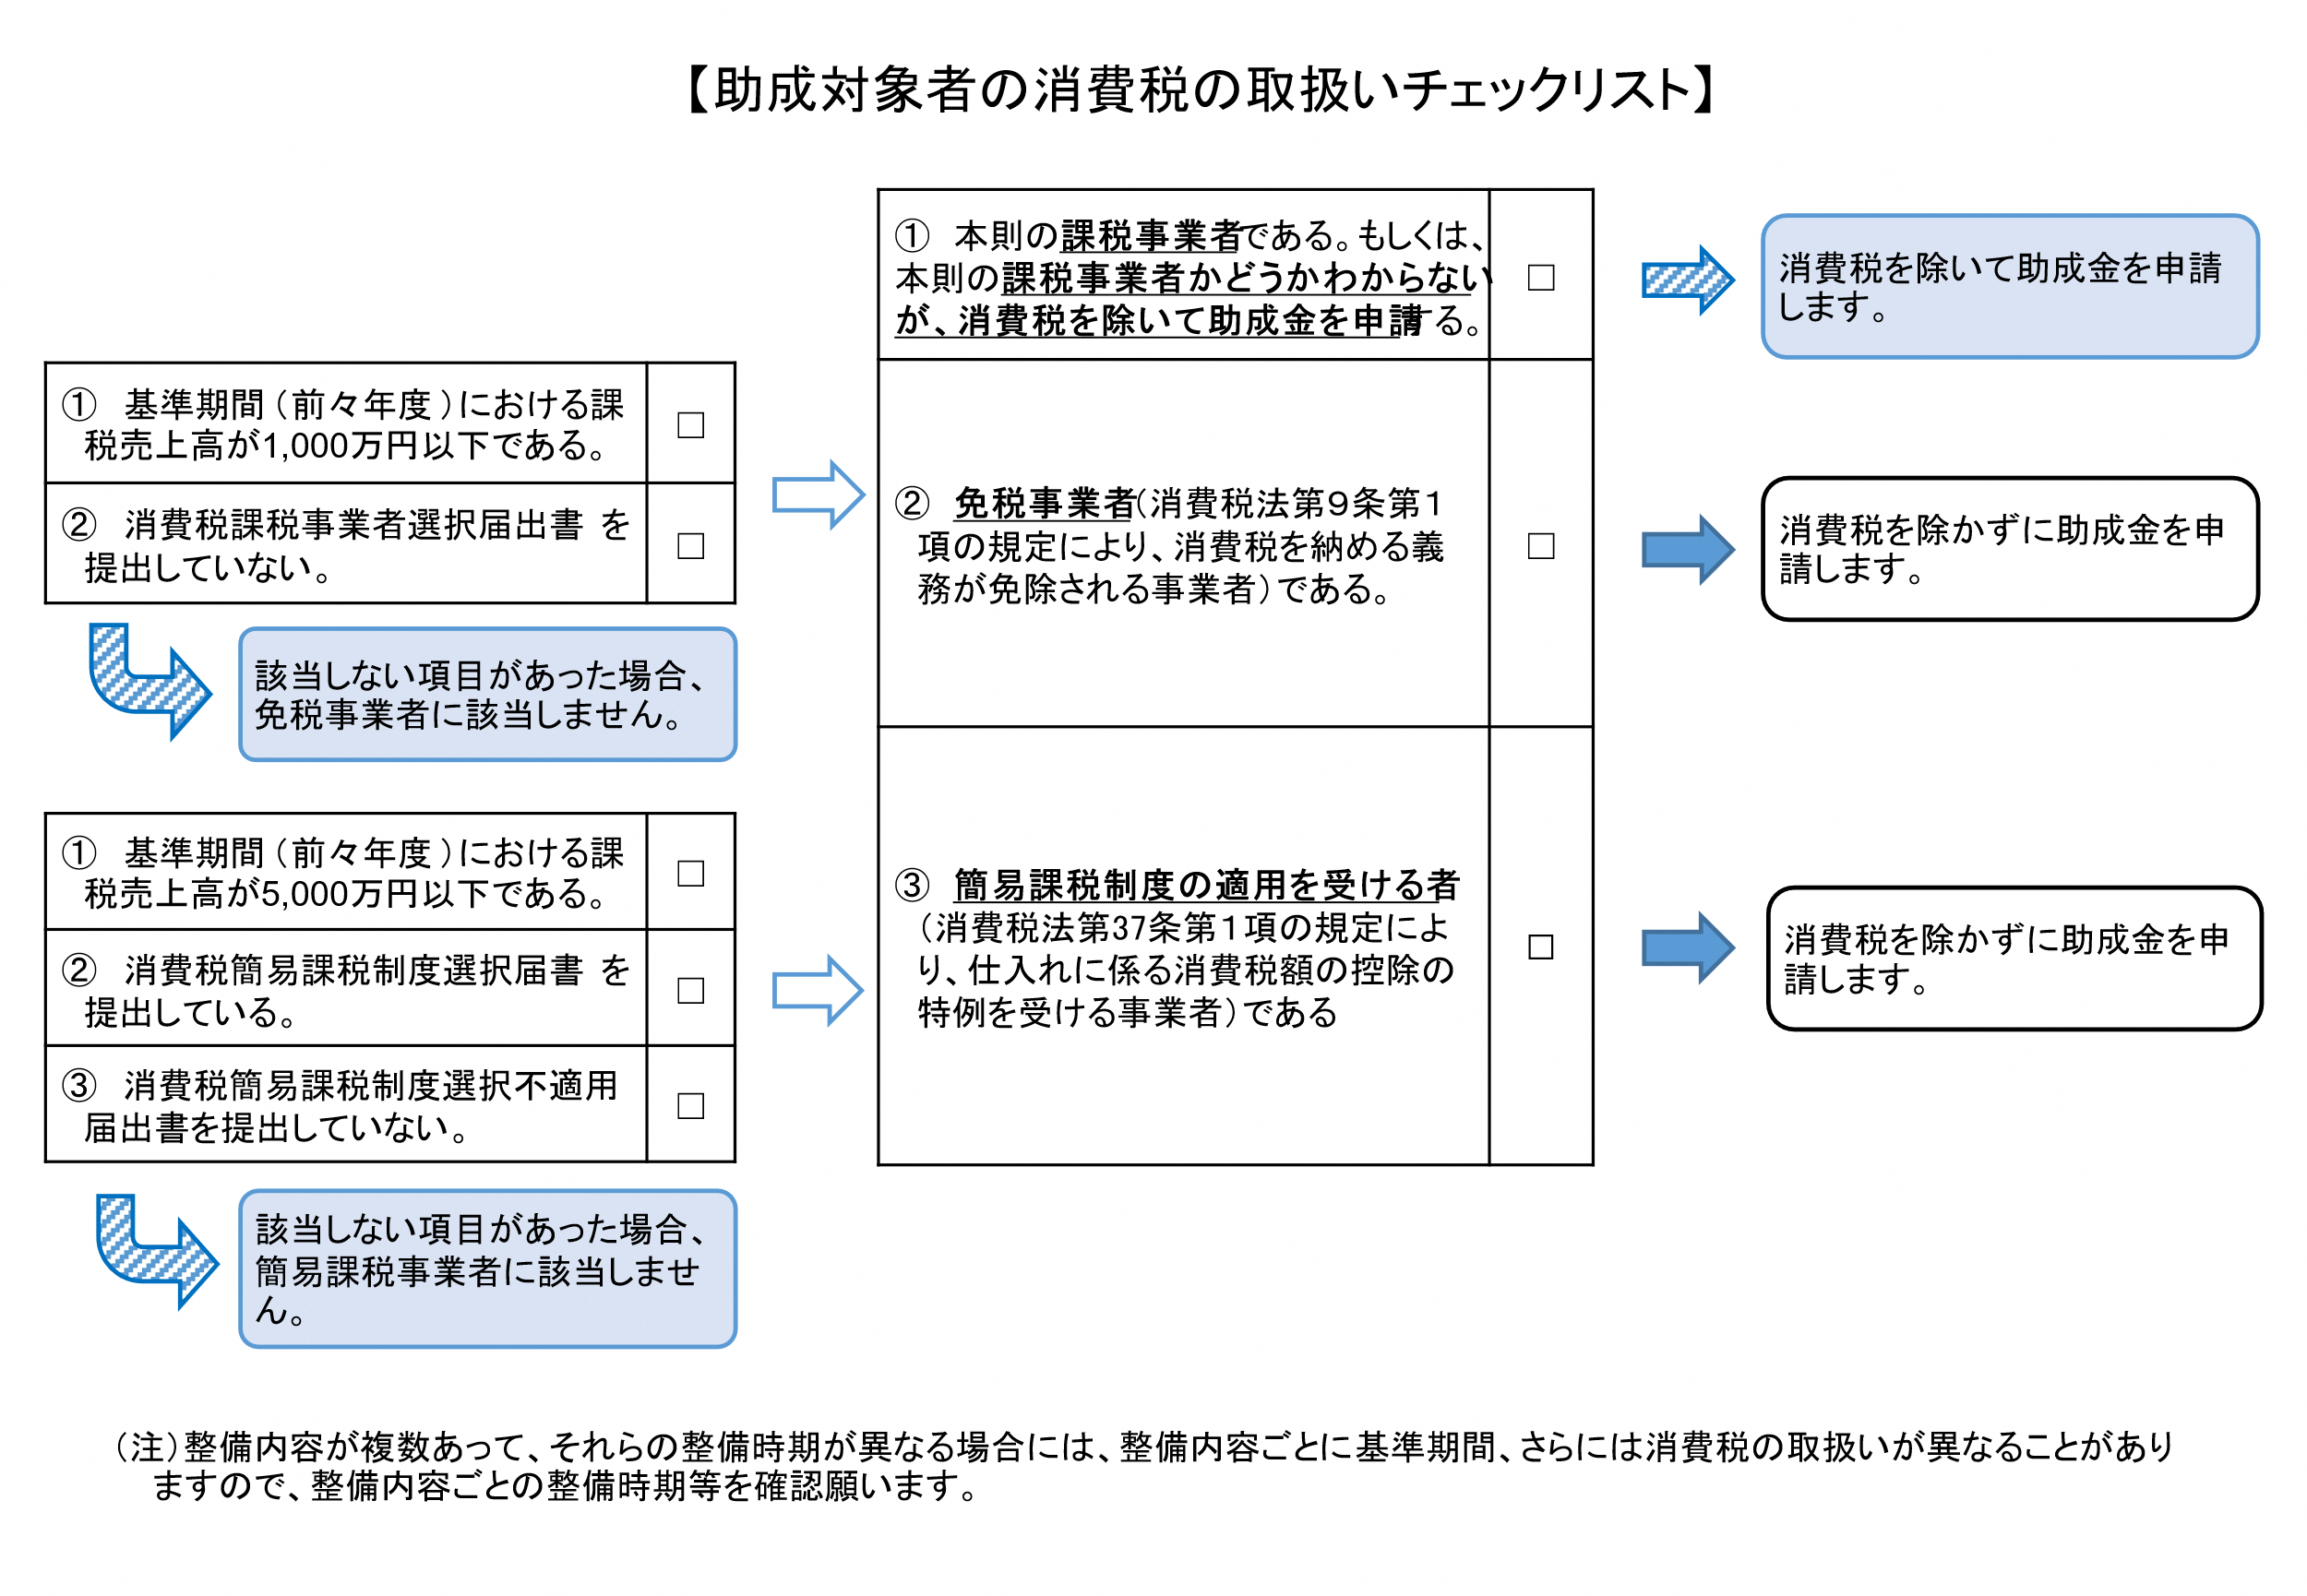 【助成対象者の消費税の取扱いチェックリスト】
① 基準期間（前々年度）における課
税売上高が1,000万円以下である。
□
② 消費税課税事業者選択届出書 を
提出していない。
□
該当しない項目があった場合、
免税事業者に該当しません。
① 基準期間（前々年度）における課
税売上高が5,000万円以下である。
□
② 消費税簡易課税制度選択届書 を
提出している。
□
③ 消費税簡易課税制度選択不適用
届出書を提出していない。
□
該当しない項目があった場合、
簡易課税事業者に該当しませ
ん。
① 本則の課税事業者である。もしくは、
本則の課税事業者かどうかわからない
が、消費税を除いて助成金を申請する。
□
② 免税事業者（消費税法第９条第１
項の規定により、消費税を納める義
務が免除される事業者）である。
□
③ 簡易課税制度の適用を受ける者
（消費税法第37条第１項の規定によ
り、仕入れに係る消費税額の控除の
特例を受ける事業者）である
□
消費税を除いて助成金を申請
します。
消費税を除かずに助成金を申
請します。
消費税を除かずに助成金を申
請します。
（注）整備内容が複数あって、それらの整備時期が異なる場合には、整備内容ごとに基準期間、さらには消費税の取扱いが異なることがあり
ますので、整備内容ごとの整備時期等を確認願います。